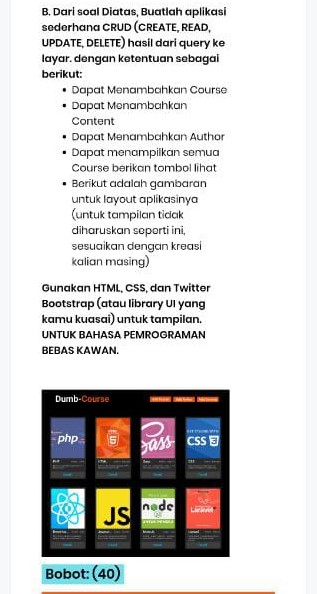 B. Dari soal Diatas, Buatlah aplikasi
sederhana CRUD (CREATE, READ,
UPDATE, DELETE) hasil dari query ke
layar. dengan ketentuan sebagai
berikut:
• Dapat Menambahkan Course
• Dapat Menambahkan
Content
• Dapat Menambahkan Author
• Dapat menampilkan semua
Course berikan tombol lihat
• Berikut adalah gambaran
untuk layout aplikasinya
(untuk tampilan tidak
diharuskan seporti ini,
sesuaikan dengan kreasi
kalian masing)
Gunakan HTML, CSS, dan Twitter
Bootstrap (atau library UI yang
kamu kuasai) untuk tampilan.
UNTUK BAHASA PEMROGRAMAN
BEBAS KAWAN.
Dumb-Course
php
5
Sass
CSS 3
JS
node
Laravel
Bobot: (40)